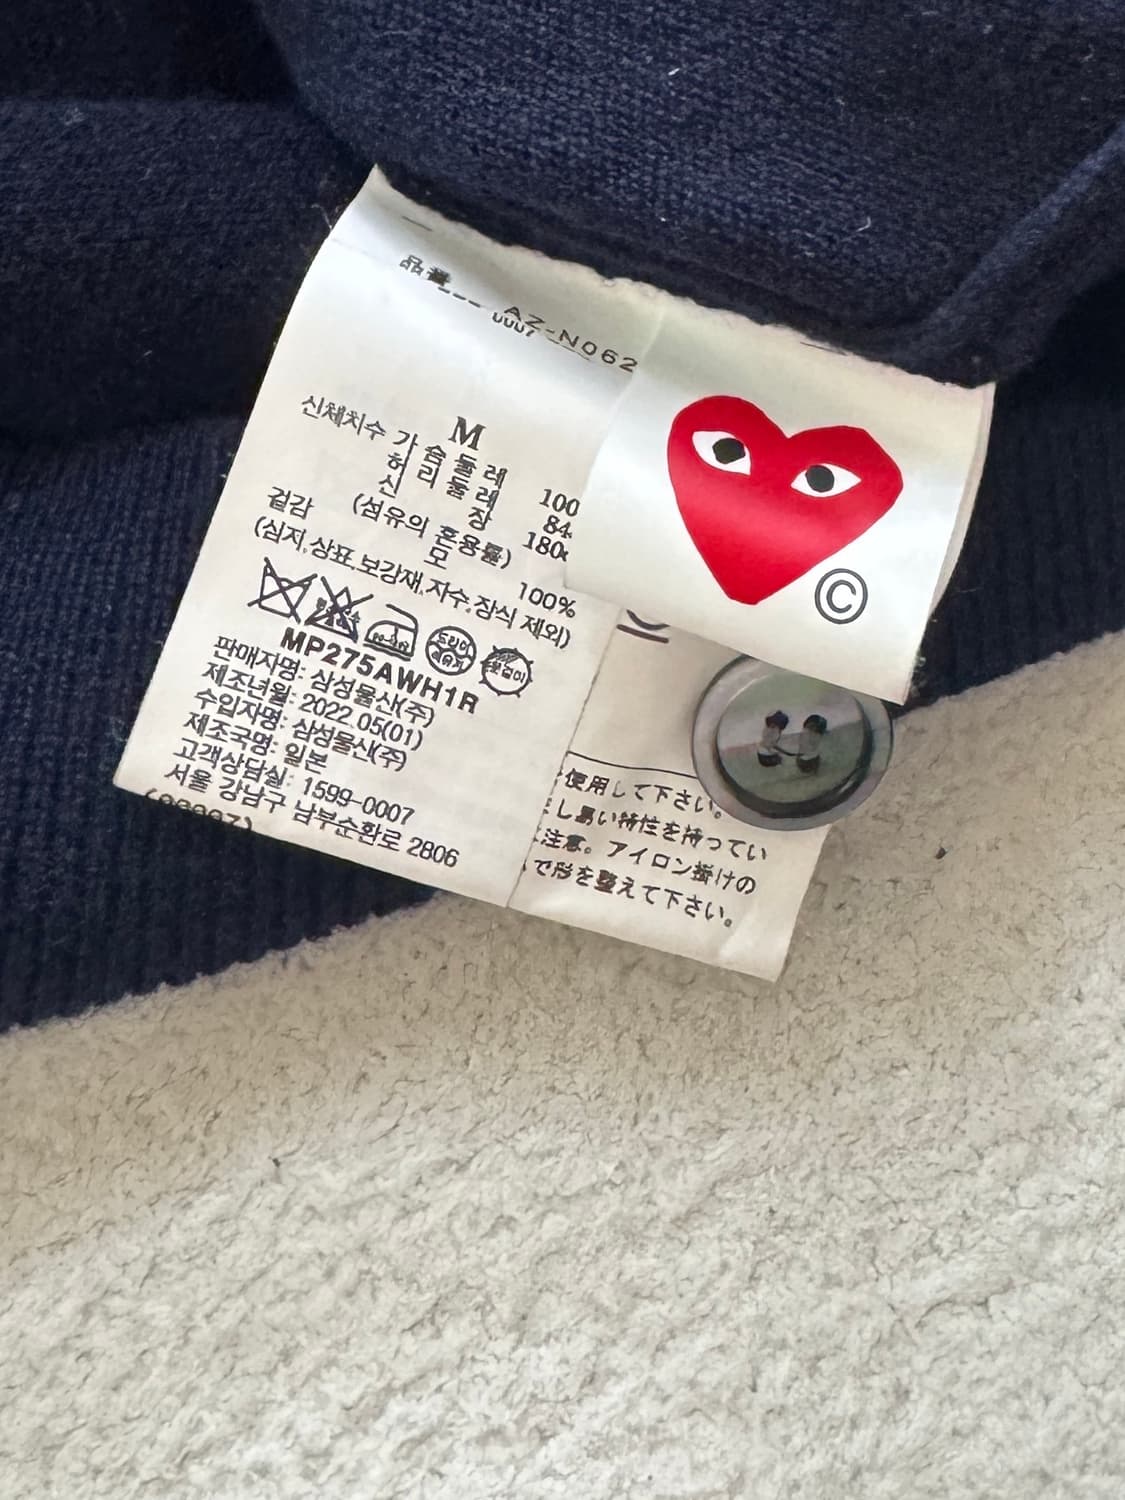 品番
AZ-N062
0007
M
신체치수 가 슴 둘 레 100
허 리 둘 레 84
신 장 180
겉감 (섬유의 혼용률)
모 100%
(심지,상표,보강재,자수,장식 제외)
MP275AWH1R
판매자명: 삼성물산(주)
제조년월: 2022.05(01)
수입자명: 삼성물산(주)
제조국명: 일본
고객상담실: 1599-0007
서울 강남구 남부순환로 2806
©
使用して下さい。
し易い特性を持ってい
注意。アイロン掛けの
で形を整えて下さい。